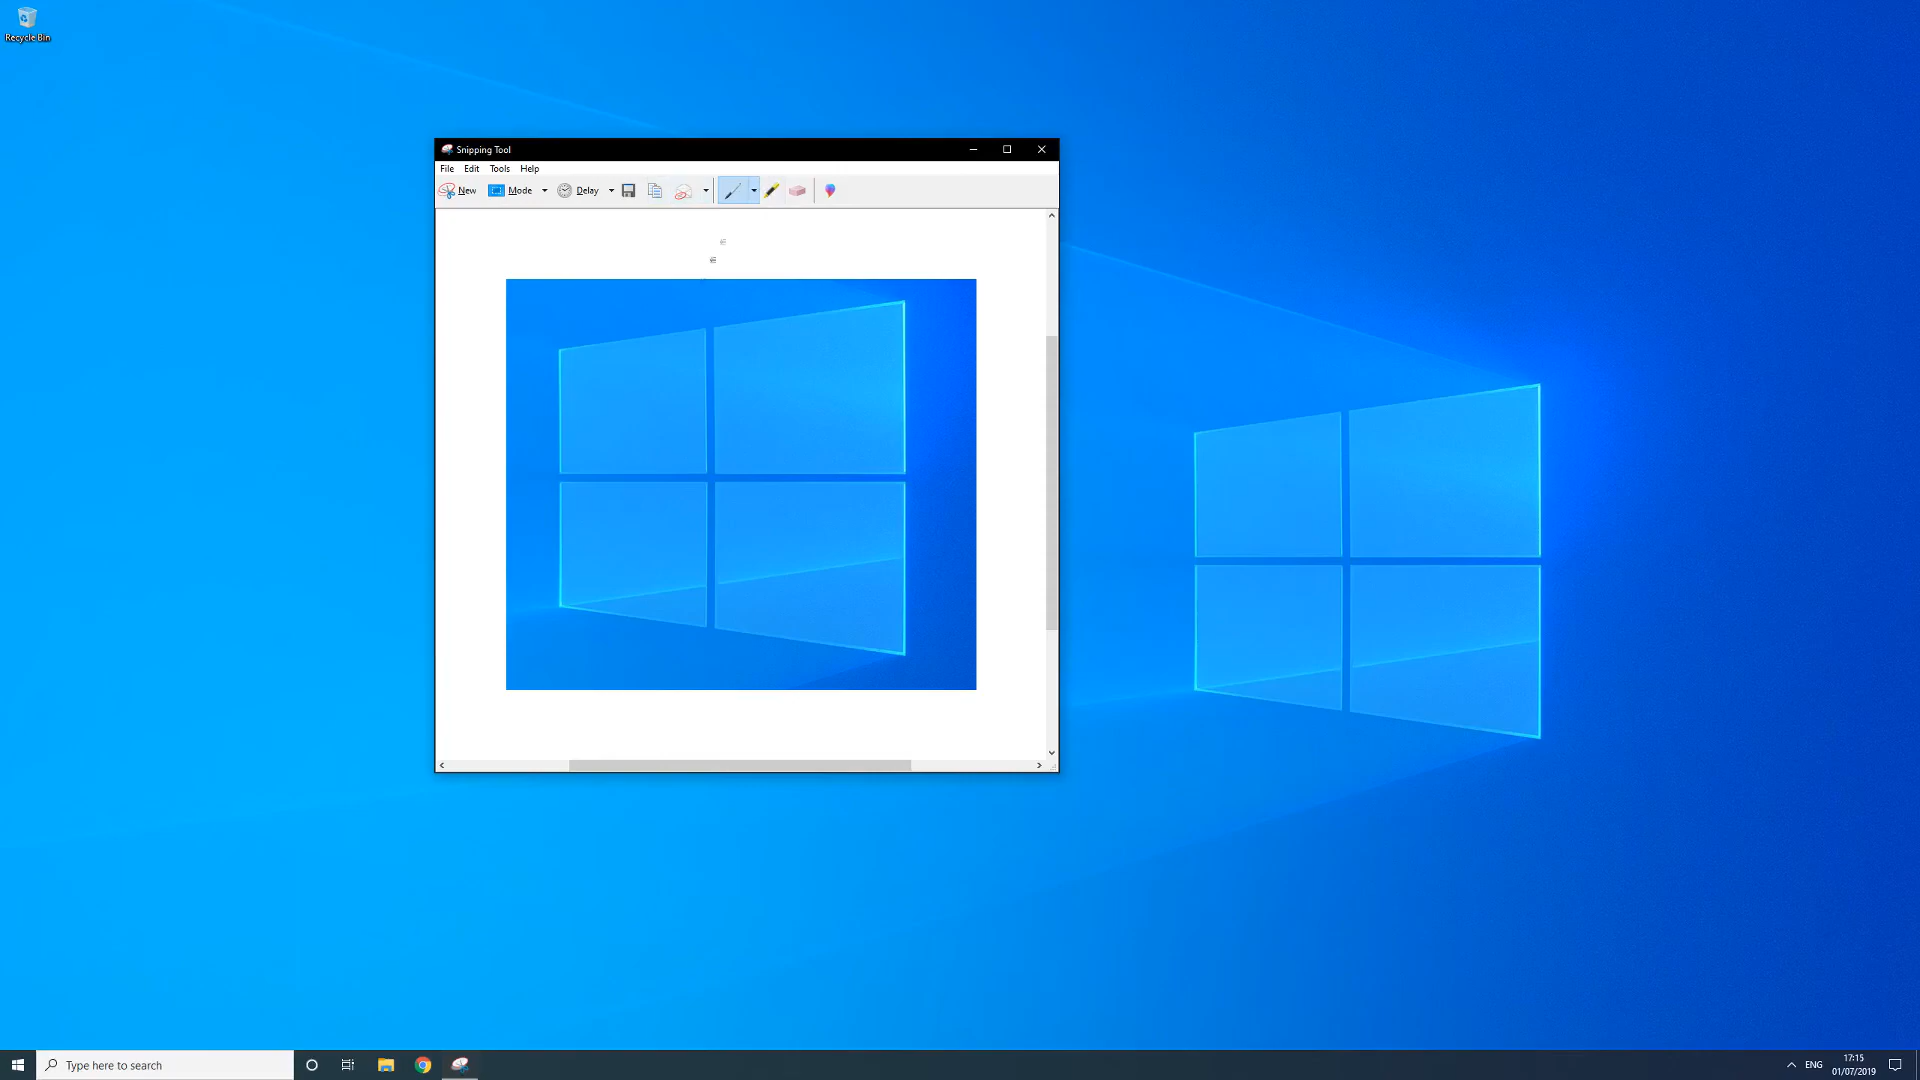 Recycle Bin
Snipping Tool
File Edit Tools Help
New Mode Delay
Type here to search
ENG
17:15
01/07/2019